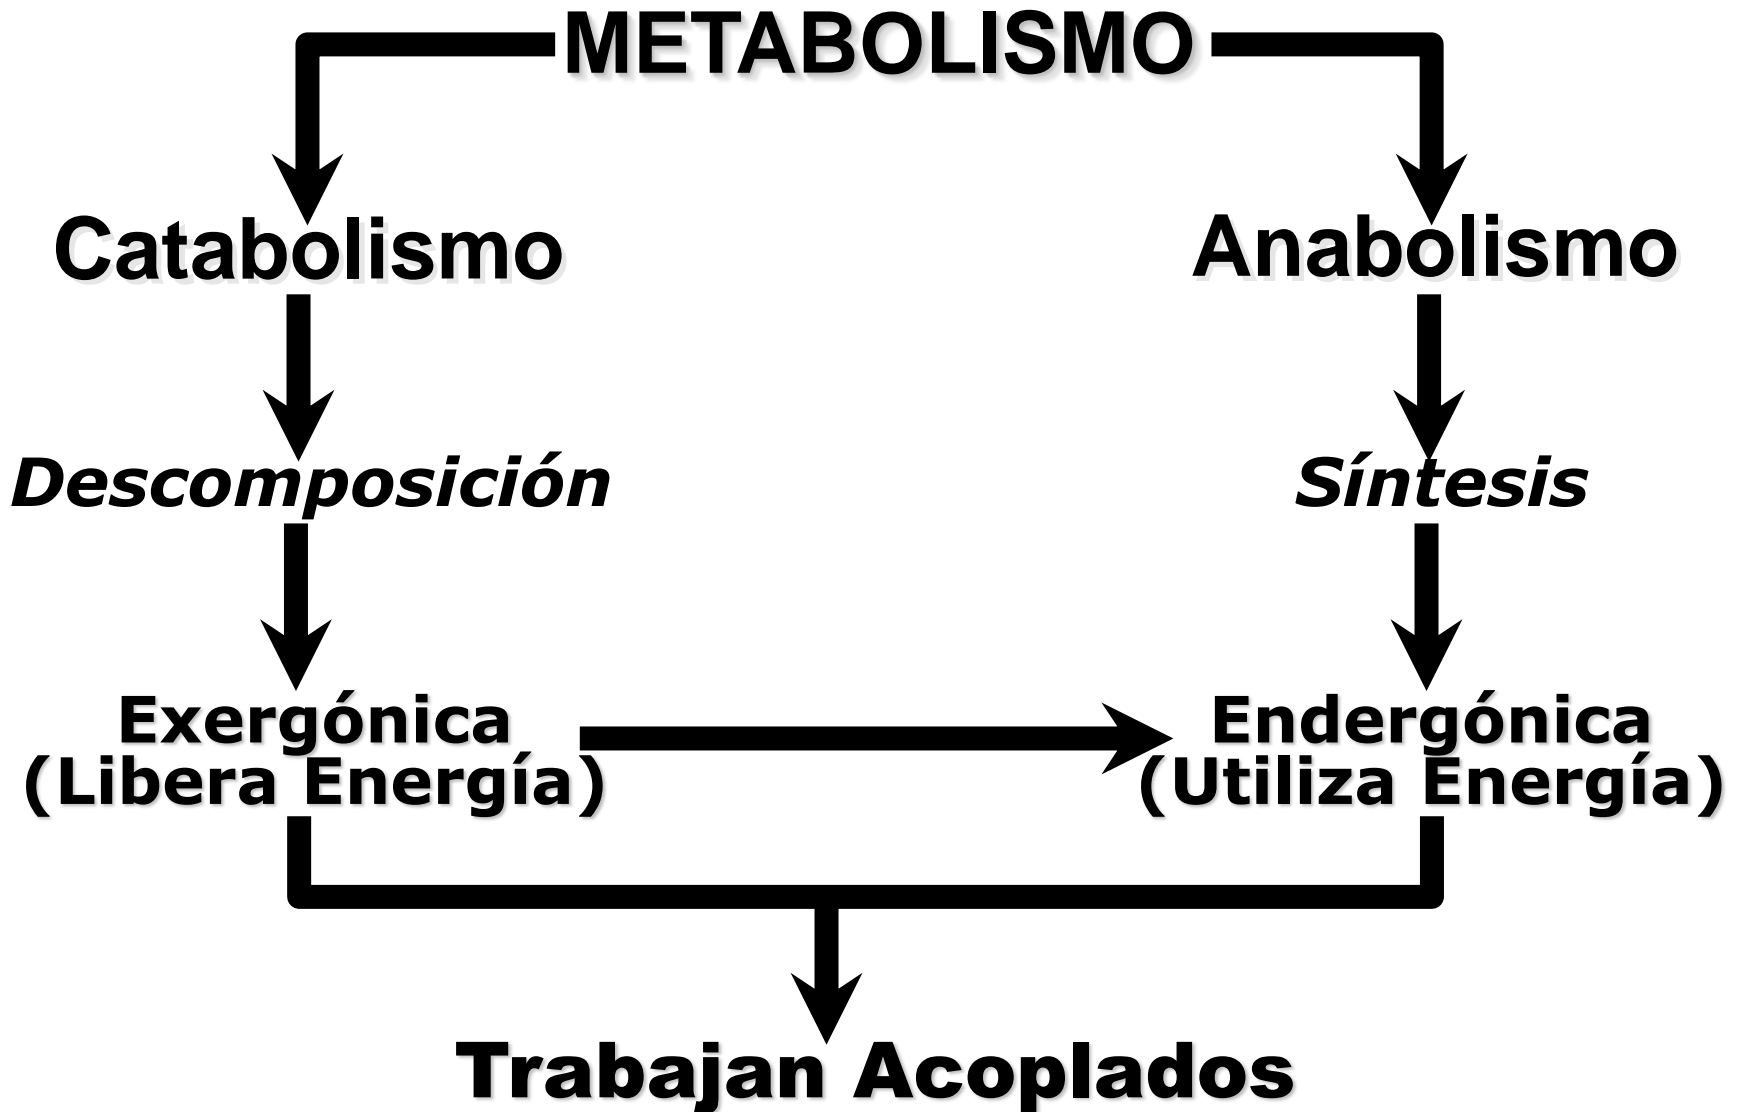 METABOLISMO
Catabolismo
Anabolismo
Descomposición
Síntesis
Exergónica
(Libera Energía)
Endergónica
(Utiliza Energía)
Trabajan Acoplados